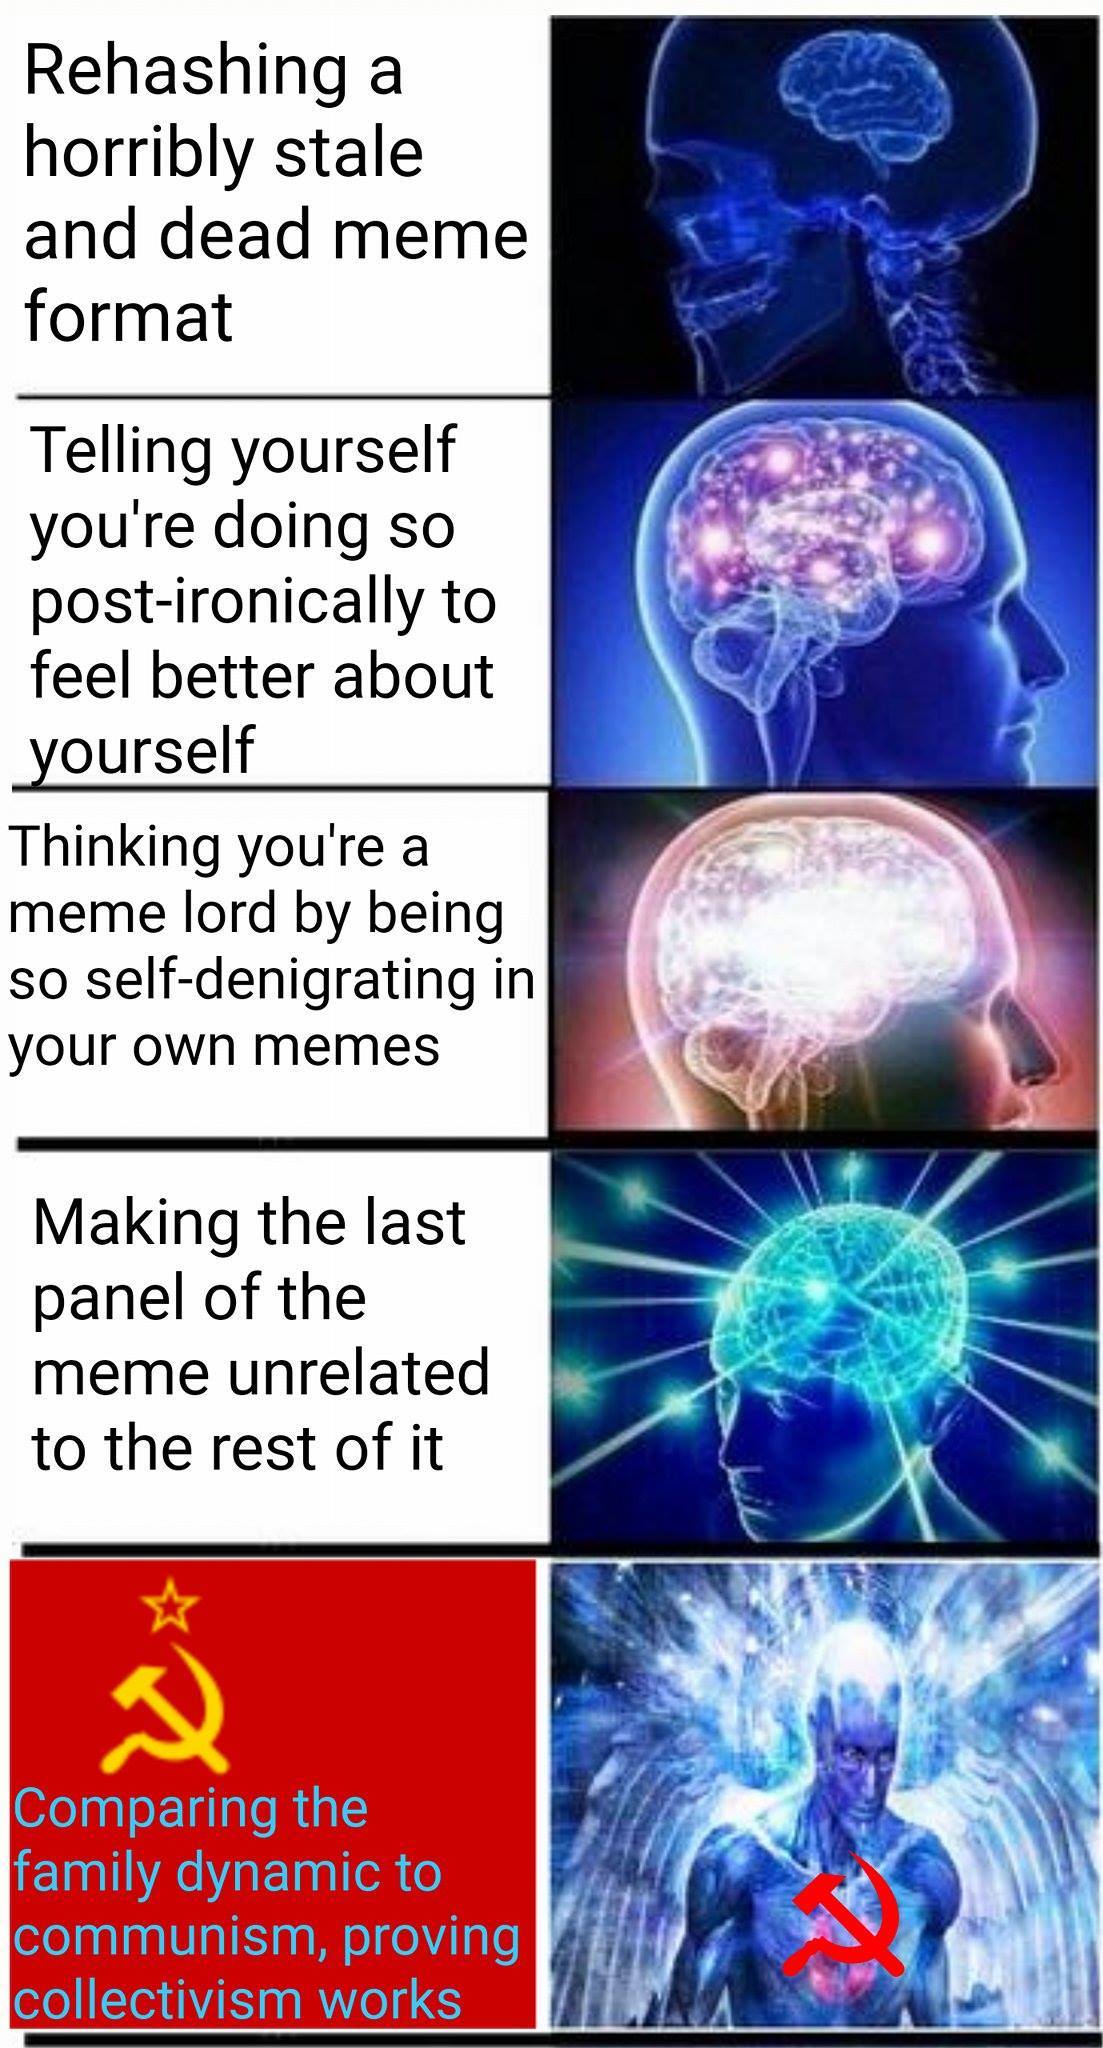 Rehashing a
horribly stale
and dead meme
format
Telling yourself
you're doing so
post-ironically to
feel better about
yourself
Thinking you're a
meme lord by being
so self-denigrating in
your own memes
Making the last
panel of the
meme unrelated
to the rest of it
Comparing the
family dynamic to
communism, proving
collectivism works